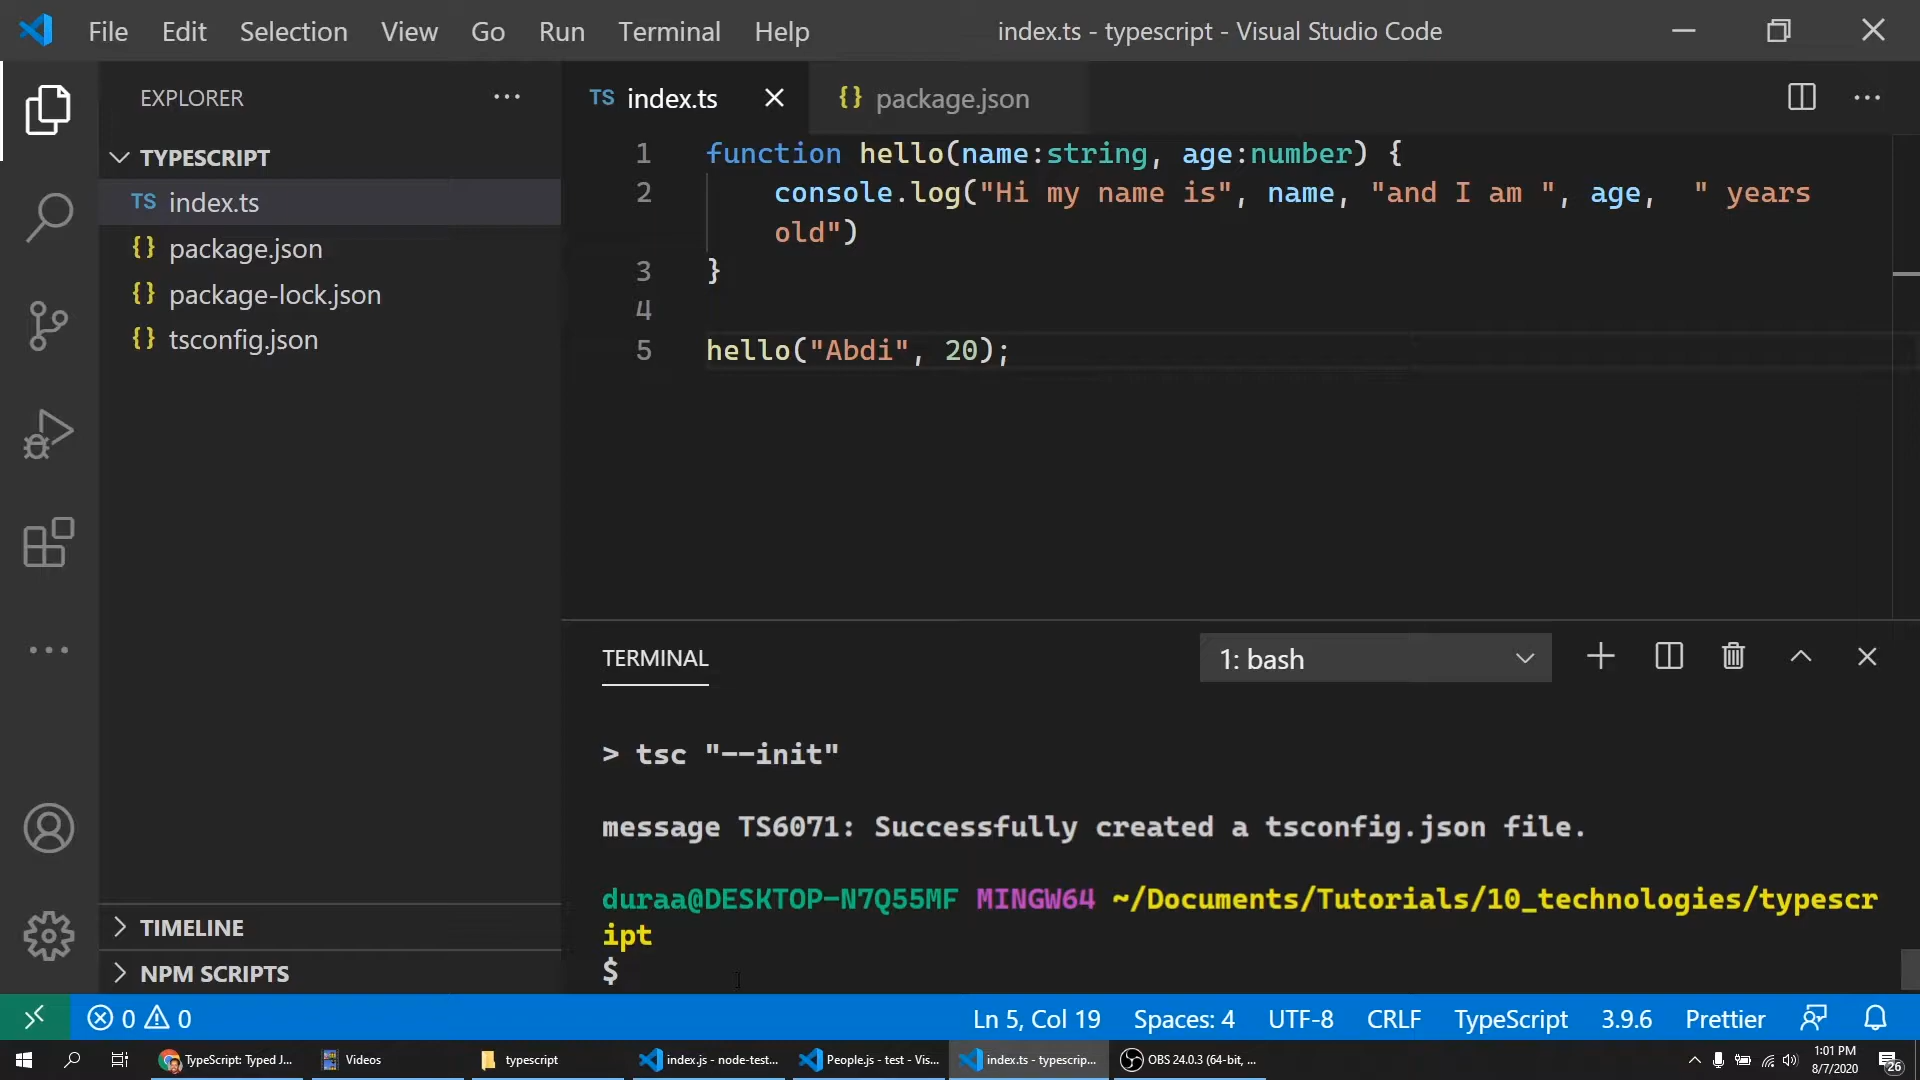 File Edit Selection View Go Run Terminal Help index.ts - typescript - Visual Studio Code
EXPLORER
TYPESCRIPT
TS index.ts
{} package.json
{} package-lock.json
{} tsconfig.json
TIMELINE
NPM SCRIPTS
TS index.ts {} package.json
1 function hello(name:string, age:number) {
2 console.log("Hi my name is", name, "and I am ", age,  " years
old")
3 }
4
5 hello("Abdi", 20);
TERMINAL 1: bash
> tsc "--init"
message TS6071: Successfully created a tsconfig.json file.
duraa@DESKTOP-N7Q55MF MINGW64 ~/Documents/Tutorials/10_technologies/typescr
ipt
$
0 0 Ln 5, Col 19 Spaces: 4 UTF-8 CRLF TypeScript 3.9.6 Prettier
TypeScript: Typed J... Videos typescript index.js - node-test... People.js - test - Vis... index.ts - typescrip... OBS 24.0.3 (64-bit, ... 1:01 PM
8/7/2020 26